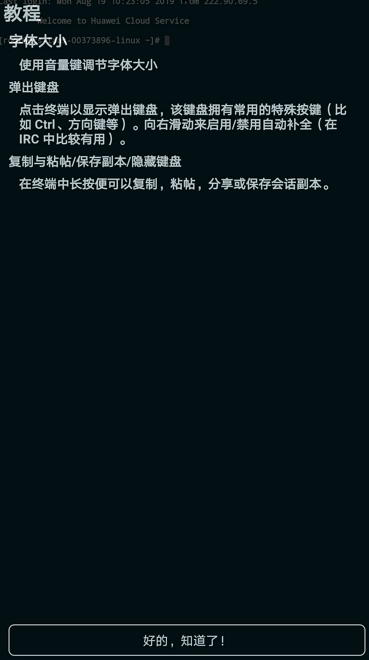 Last login: Mon Aug 19 10:23:05 2019 from 222.90.69.5
教程
Welcome to Huawei Cloud Service
字体大小
-00373896-linux ~]#
使用音量键调节字体大小
弹出键盘
点击终端以显示弹出键盘，该键盘拥有常用的特殊按键（比
如 Ctrl、方向键等）。向右滑动来启用/禁用自动补全（在
IRC 中比较有用）。
复制与粘帖/保存副本/隐藏键盘
在终端中长按便可以复制，粘帖，分享或保存会话副本。
好的，知道了！